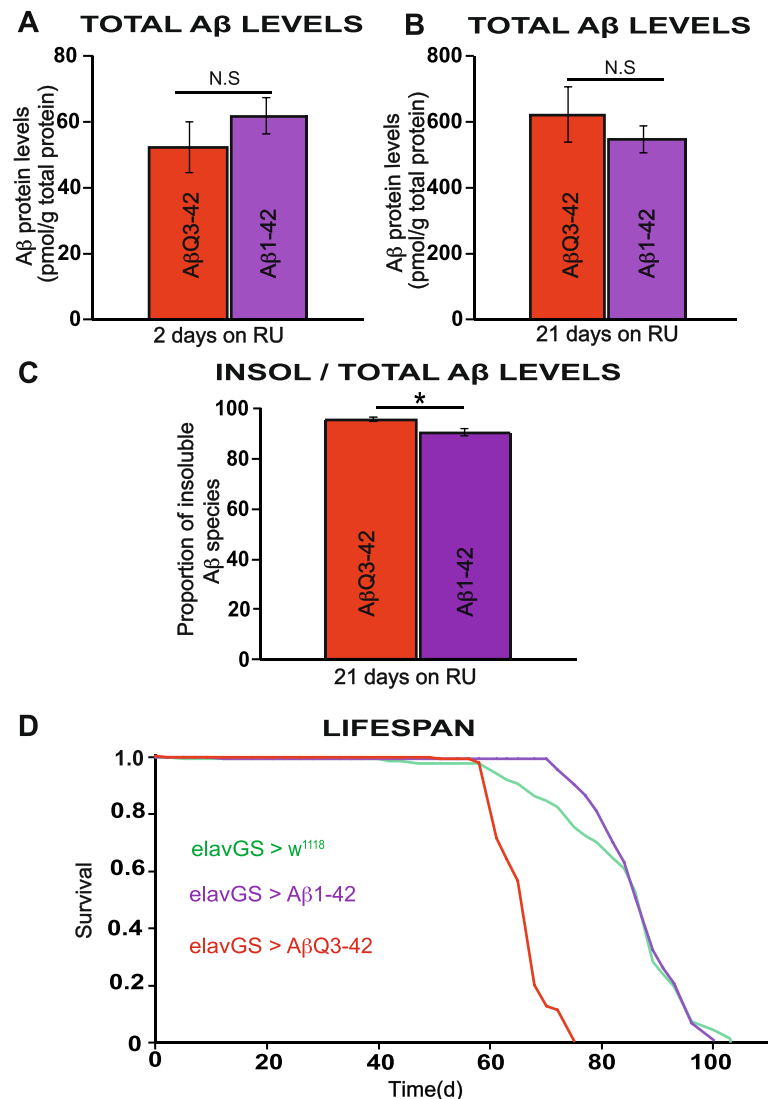 A TOTAL Aβ LEVELS
Aβ protein levels
(pmol/g total protein)
80
60
40
20
0
N.S
AβQ3-42
Aβ1-42
2 days on RU
B TOTAL Aβ LEVELS
Aβ protein levels
(pmol/g total protein)
800
600
400
200
0
N.S
AβQ3-42
Aβ1-42
21 days on RU
C INSOL / TOTAL Aβ LEVELS
Proportion of insoluble
Aβ species
100
80
60
40
20
0
*
AβQ3-42
Aβ1-42
21 days on RU
D LIFESPAN
Survival
1.0
0.8
0.6
0.4
0.2
0
elavGS > w¹¹¹⁸
elavGS > Aβ1-42
elavGS > AβQ3-42
0 20 40 60 80 100
Time(d)